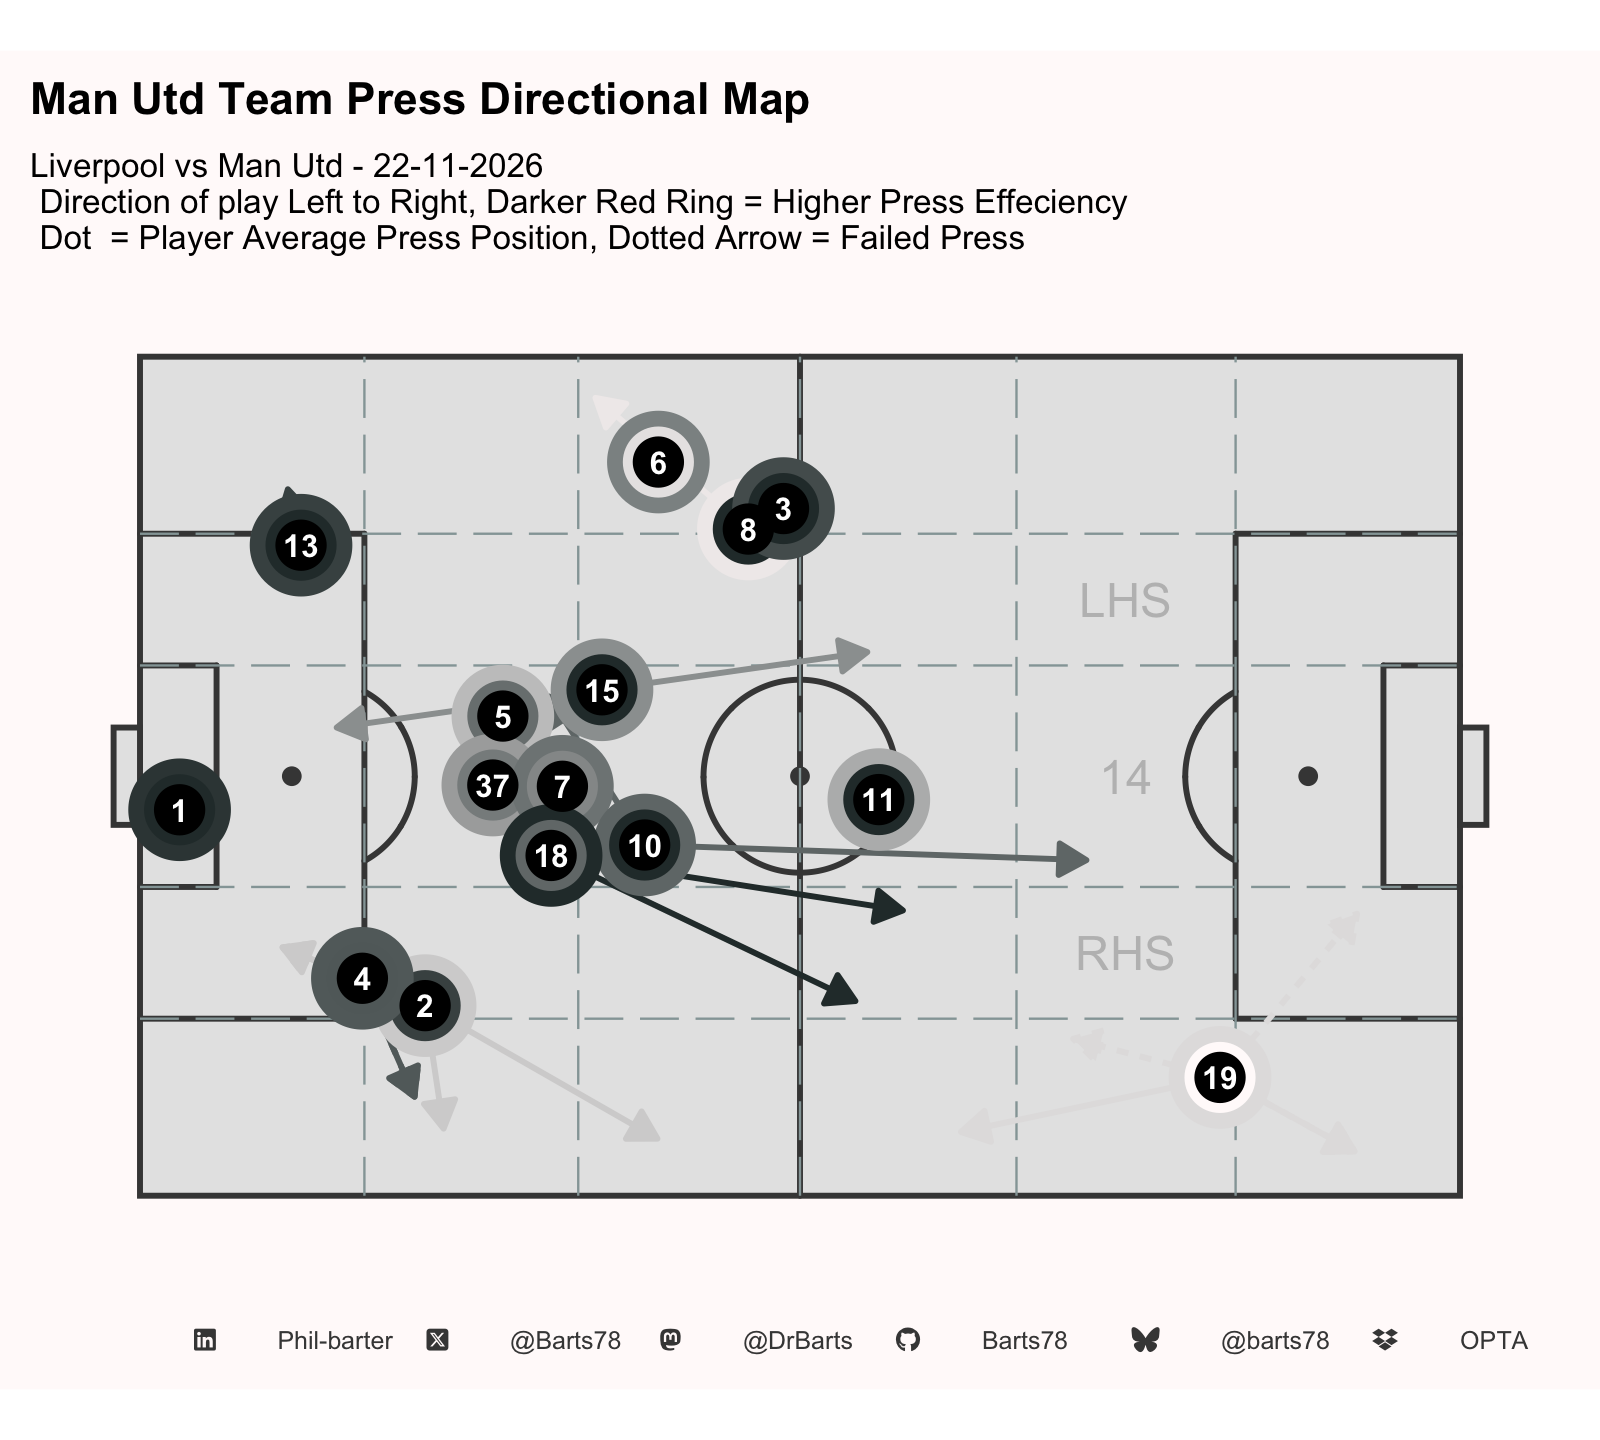 Man Utd Team Press Directional Map
Liverpool vs Man Utd - 22-11-2026
Direction of play Left to Right, Darker Red Ring = Higher Press Effeciency
Dot = Player Average Press Position, Dotted Arrow = Failed Press
6
3
8
13
LHS
15
5
14
37
7
11
1
10
18
RHS
4
2
19
in Phil-barter X @Barts78 m @DrBarts Barts78 @barts78 OPTA